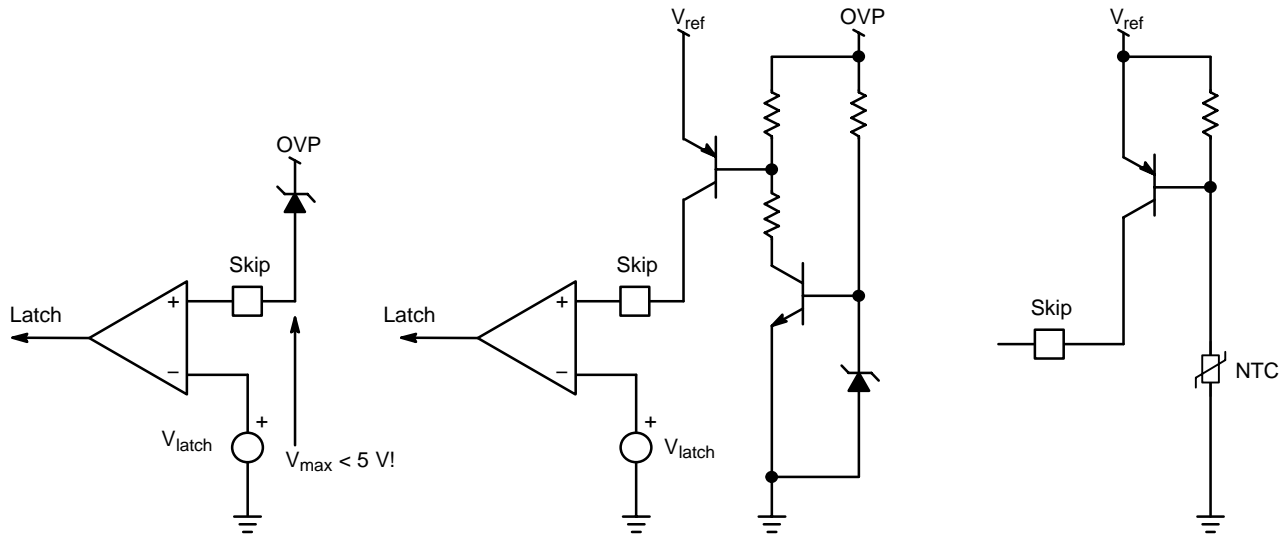 V_ref
OVP
V_ref
OVP
Skip
Skip
Skip
+
+
Latch
Latch
−
−
NTC
+
+
V_latch
V_latch
V_max < 5 V!